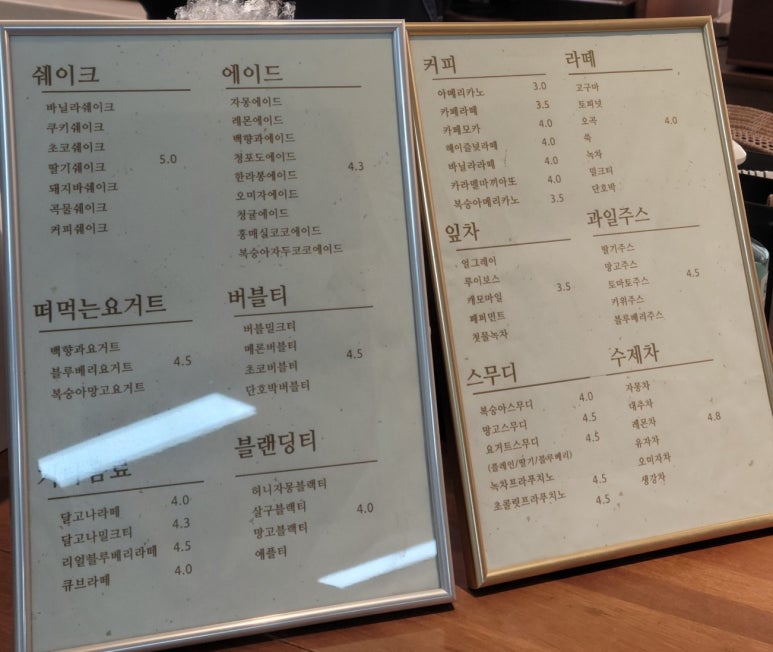 쉐이크
바닐라쉐이크
쿠키쉐이크
초코쉐이크
딸기쉐이크 5.0
돼지바쉐이크
곡물쉐이크
커피쉐이크
에이드
자몽에이드
레몬에이드
백향과에이드
청포도에이드
한라봉에이드 4.3
오미자에이드
청귤에이드
홍매실코코에이드
복숭아자두코코에이드
떠먹는요거트
백향과요거트
블루베리요거트 4.5
복숭아망고요거트
버블티
버블밀크티
메론버블티
초코버블티 4.5
단호박버블티
달고나라떼 4.0
달고나밀크티 4.3
리얼블루베리라떼 4.5
큐브라떼 4.0
블랜딩티
허니자몽블랙티
살구블랙티 4.0
망고블랙티
애플티
커피
아메리카노 3.0
카페라떼 3.5
카페모카 4.0
헤이즐넛라떼 4.0
바닐라라떼 4.0
카라멜마끼아또 4.0
복숭아메리카노 3.5
라떼
고구마
토피넛
오곡 4.0
쑥
녹차
밀크티
단호박
잎차
얼그레이
루이보스
캐모마일 3.5
페퍼먼트
첫물녹차
과일주스
딸기주스
망고주스
토마토주스 4.5
키위주스
블루베리주스
스무디
복숭아스무디 4.0
망고스무디 4.5
요거트스무디 4.5
(플레인/딸기/블루베리)
녹차프라푸치노 4.5
초콜릿프라푸치노 4.5
수제차
자몽차
대추차
레몬차 4.8
유자차
오미자차
생강차